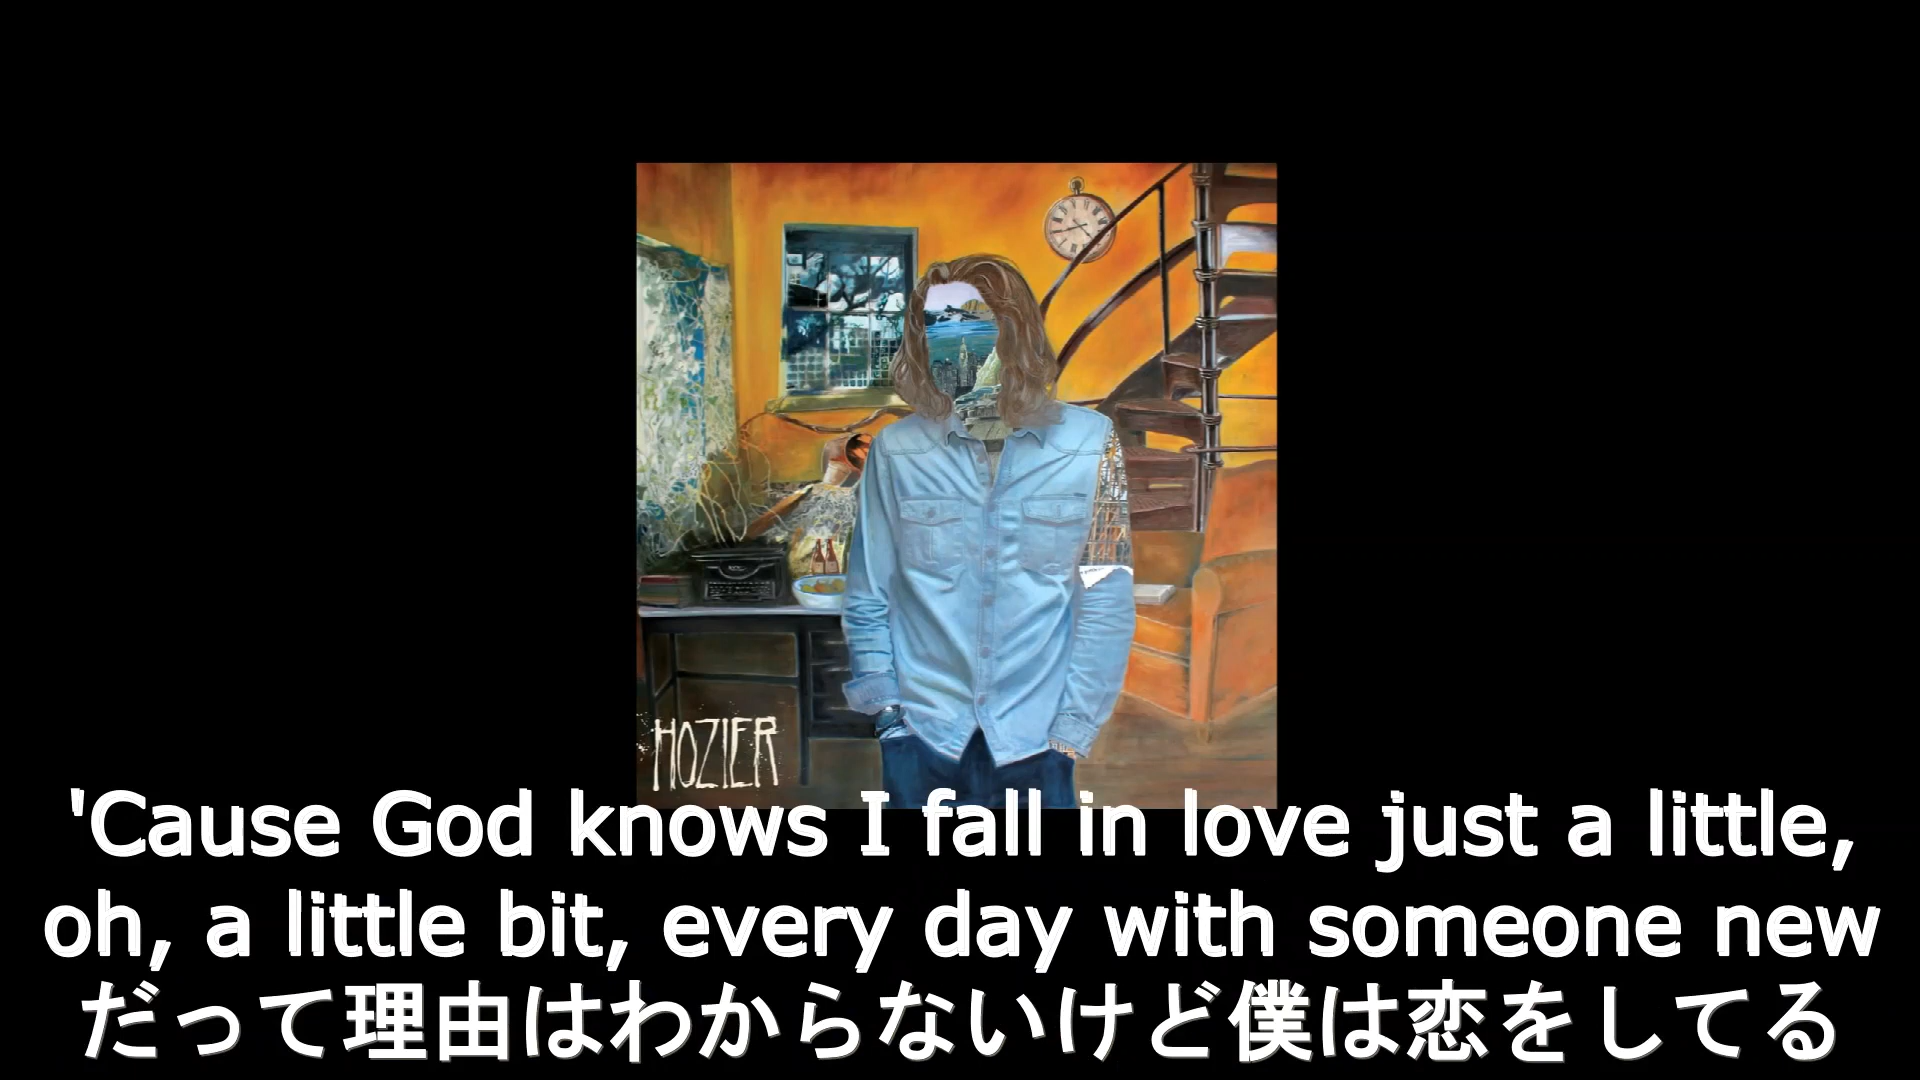 HOZIER
'Cause God knows I fall in love just a little,
oh, a little bit, every day with someone new
だって理由はわからないけど僕は恋をしてる